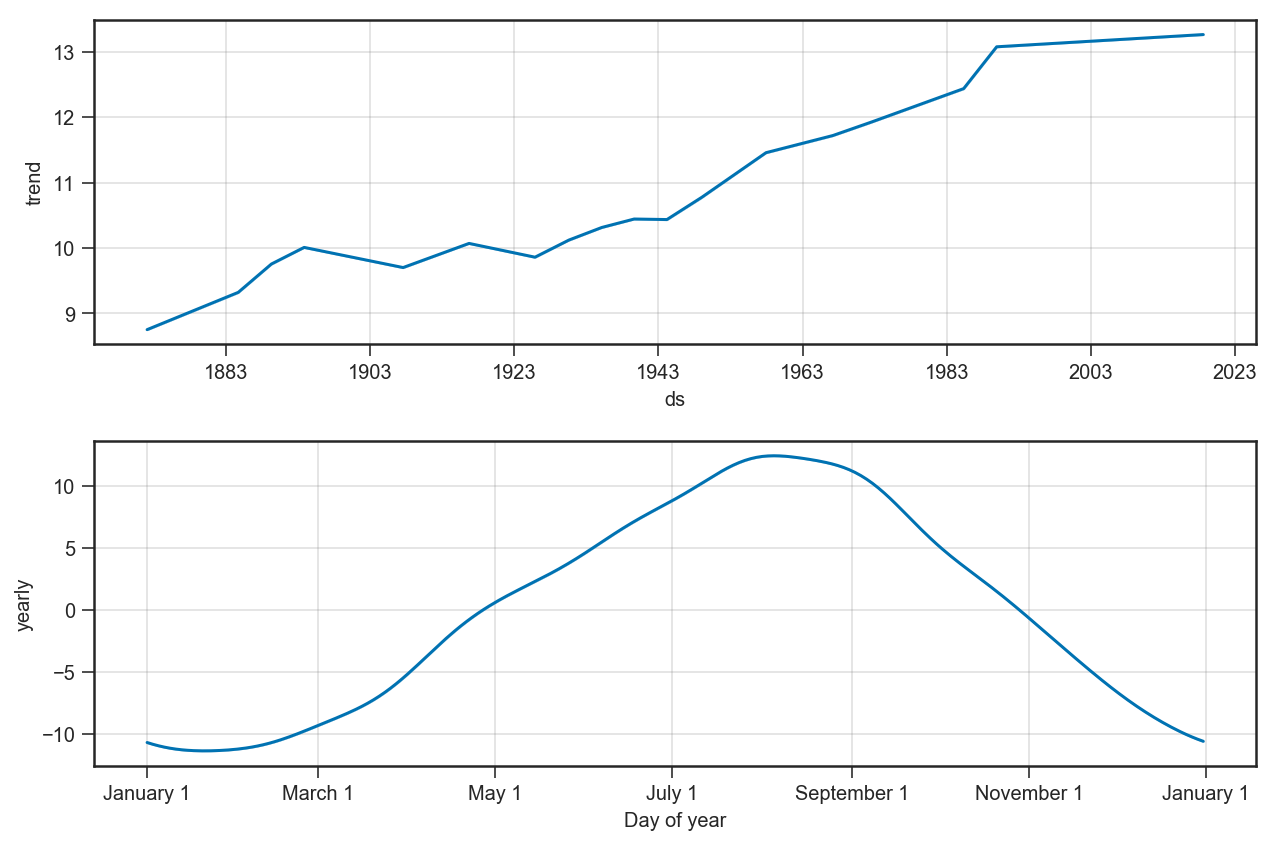 13
12
11
10
9
trend
1883 1903 1923 1943 1963 1983 2003 2023
ds
10
5
0
−5
−10
yearly
January 1 March 1 May 1 July 1 September 1 November 1 January 1
Day of year